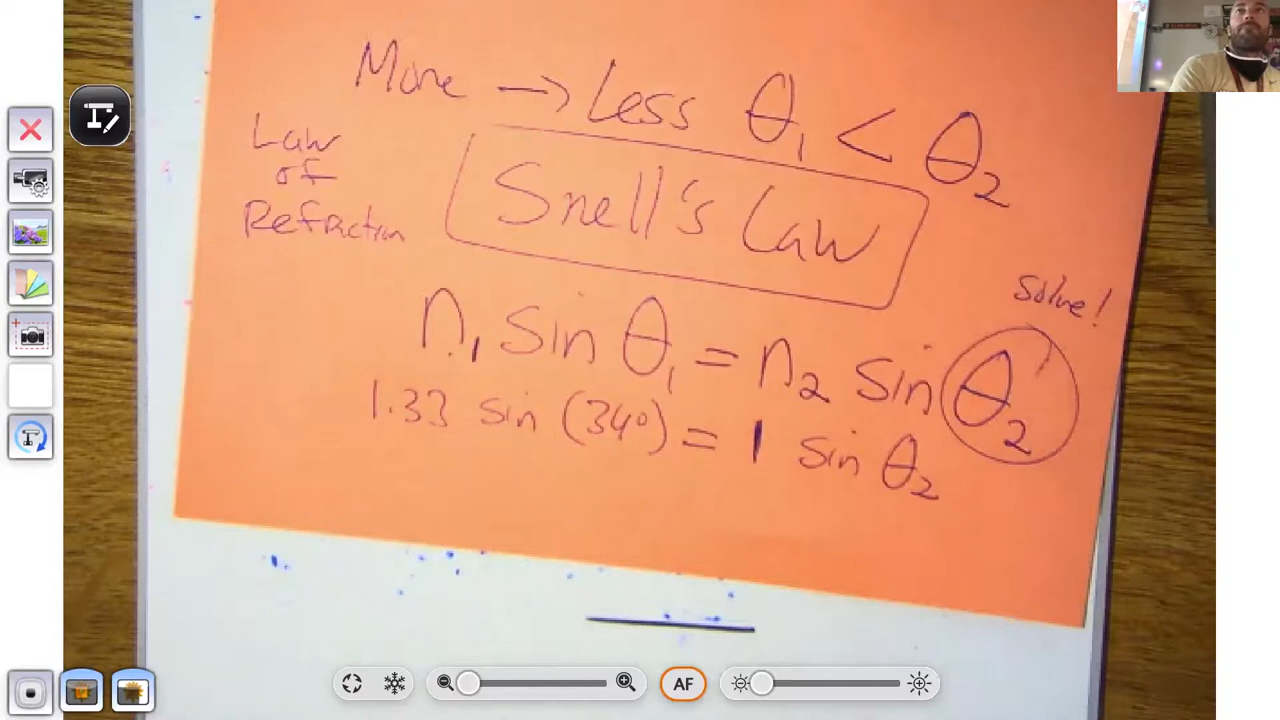 More → Less θ₁ < θ₂
Law
of
Refraction
Snell's Law
Solve!
n₁ sin θ₁ = n₂ sin θ₂
1.33 sin (34°) = 1 sin θ₂
AF